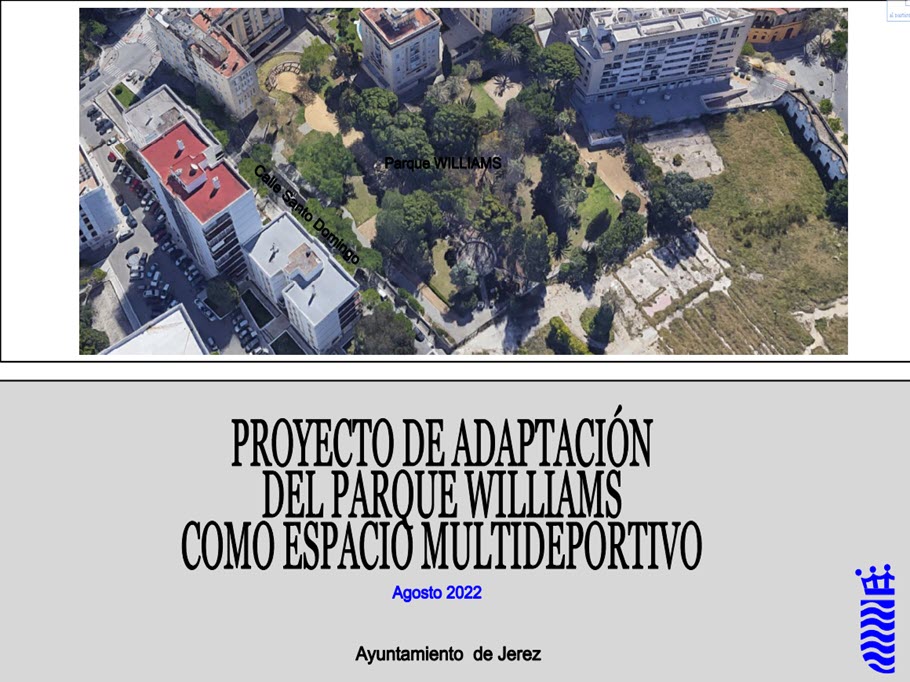 Parque WILLIAMS
Calle Santo Domingo
PROYECTO DE ADAPTACIÓN
DEL PARQUE WILLIAMS
COMO ESPACIO MULTIDEPORTIVO
Agosto 2022
Ayuntamiento de Jerez